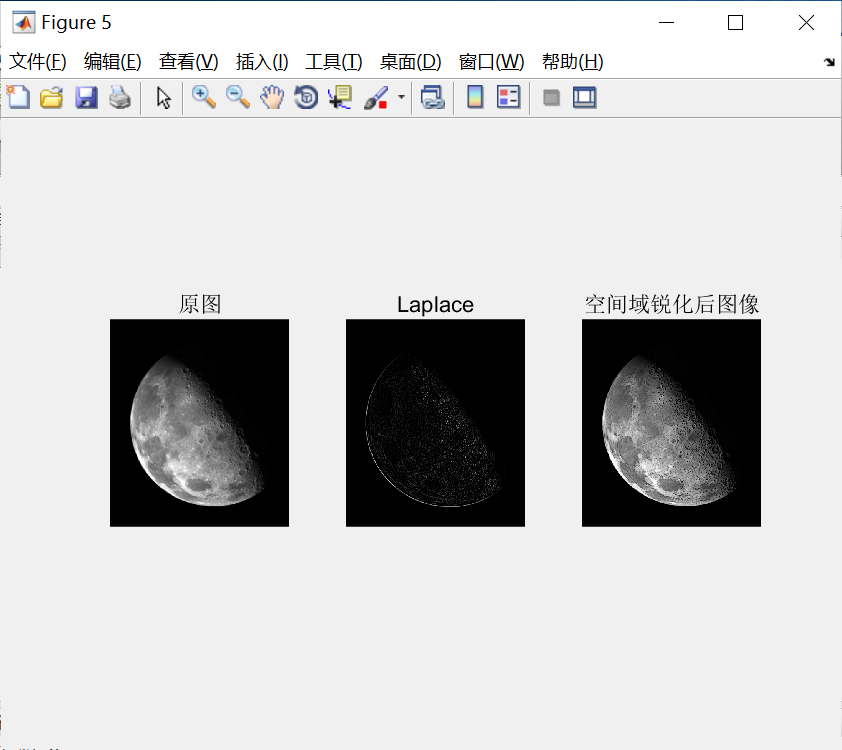 Figure 5
文件(F) 编辑(E) 查看(V) 插入(I) 工具(T) 桌面(D) 窗口(W) 帮助(H)
原图 Laplace 空间域锐化后图像